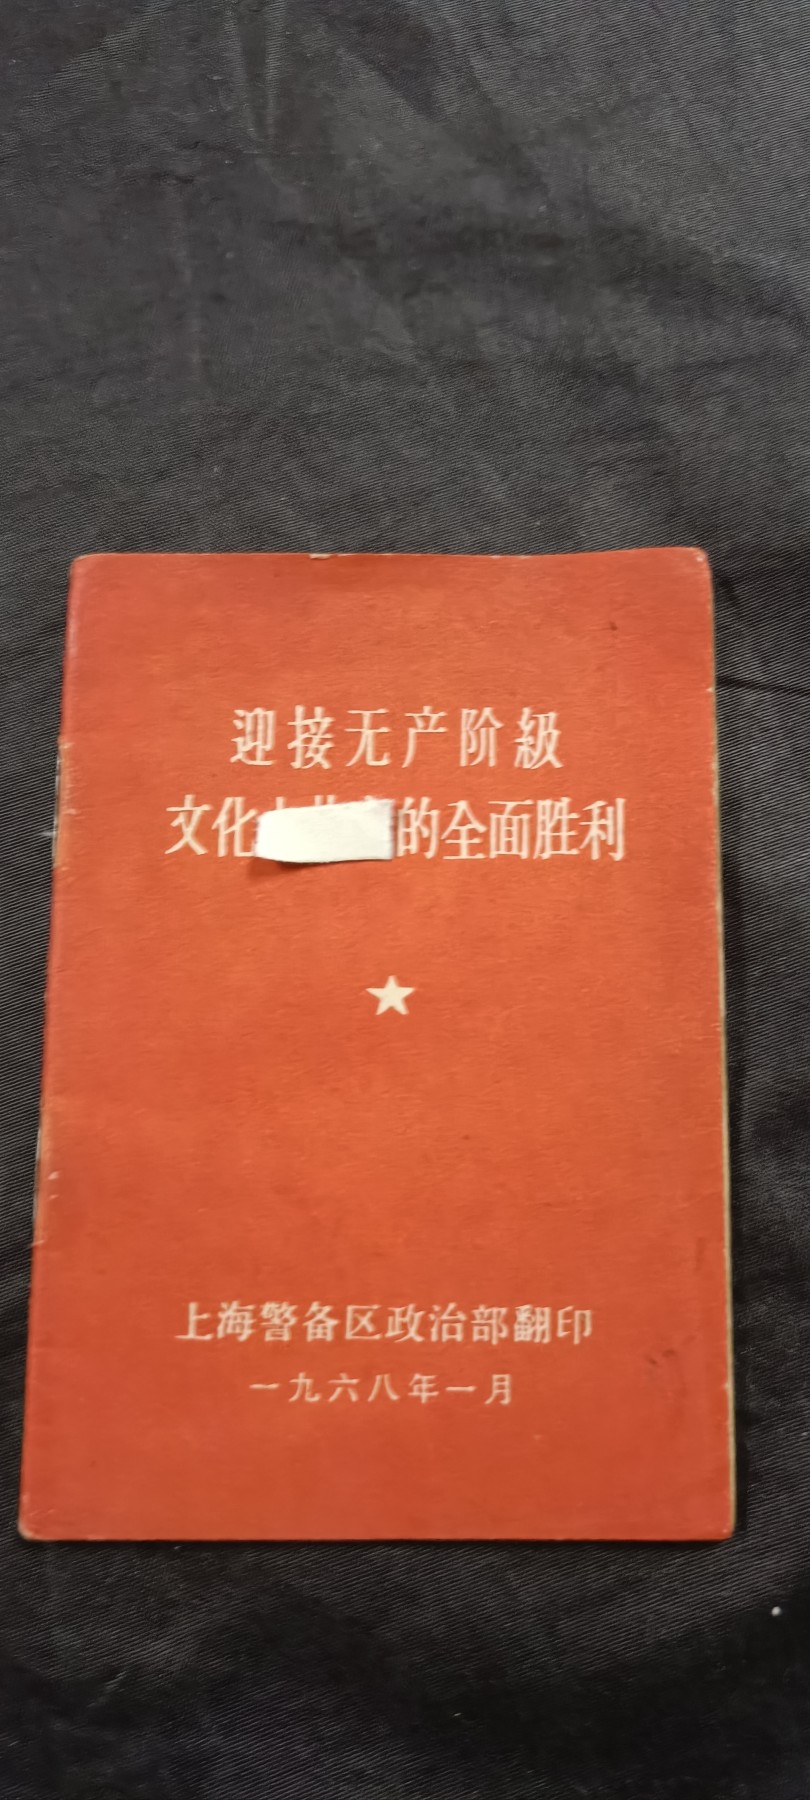 迎接无产阶級
文化的全面胜利
上海警备区政治部翻印
一九六八年一月